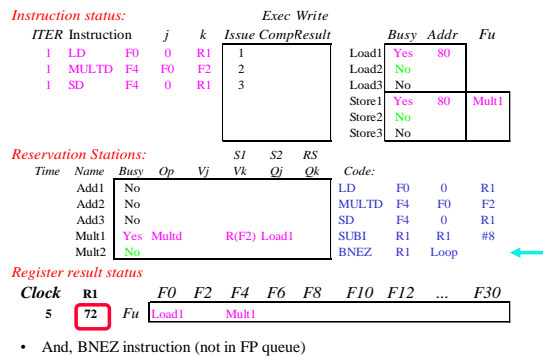 Instruction status: Exec Write
ITER Instruction j k Issue CompResult Busy Addr Fu
1 LD F0 0 R1 1 Load1 Yes 80
1 MULTD F4 F0 F2 2 Load2 No
1 SD F4 0 R1 3 Load3 No
Store1 Yes 80 Mult1
Store2 No
Store3 No
Reservation Stations: S1 S2 RS
Time Name Busy Op Vj Vk Qj Qk Code:
Add1 No LD F0 0 R1
Add2 No MULTD F4 F0 F2
Add3 No SD F4 0 R1
Mult1 Yes Multd R(F2) Load1 SUBI R1 R1 #8
Mult2 No BNEZ R1 Loop
Register result status
Clock R1 F0 F2 F4 F6 F8 F10 F12 ... F30
5 72 Fu Load1 Mult1
• And, BNEZ instruction (not in FP queue)